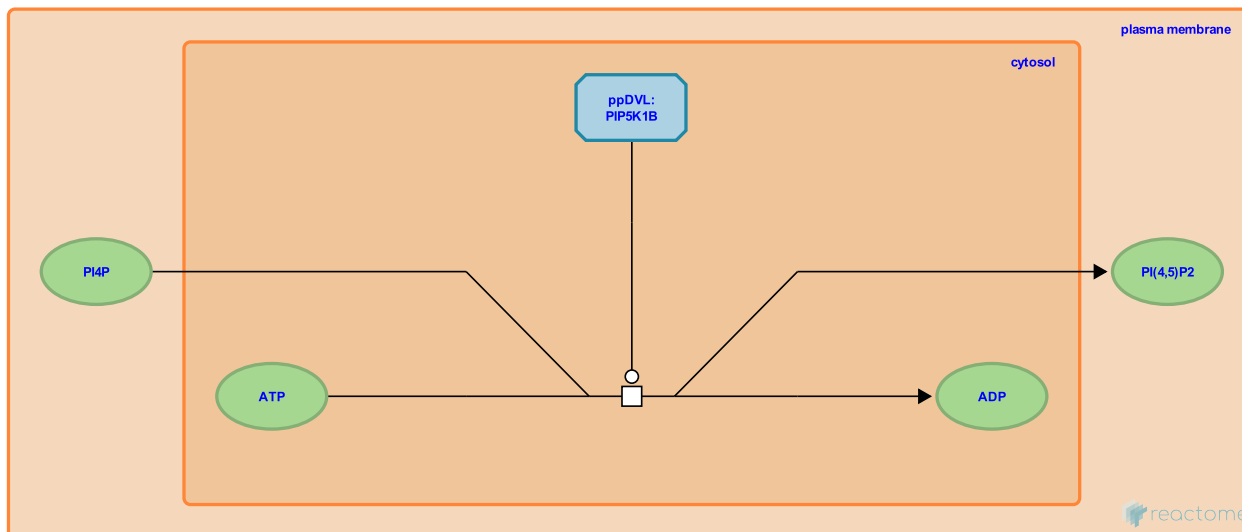 plasma membrane
cytosol
ppDVL:
PIP5K1B
PI4P
PI(4,5)P2
ATP
ADP
reactome